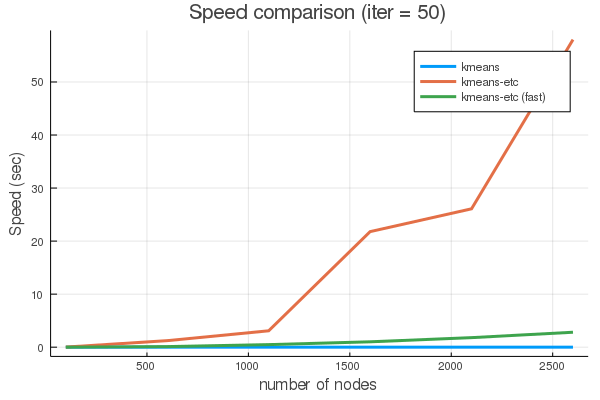 Speed comparison (iter = 50)
kmeans
kmeans-etc
kmeans-etc (fast)
Speed (sec)
50
40
30
20
10
0
500
1000
1500
2000
2500
number of nodes